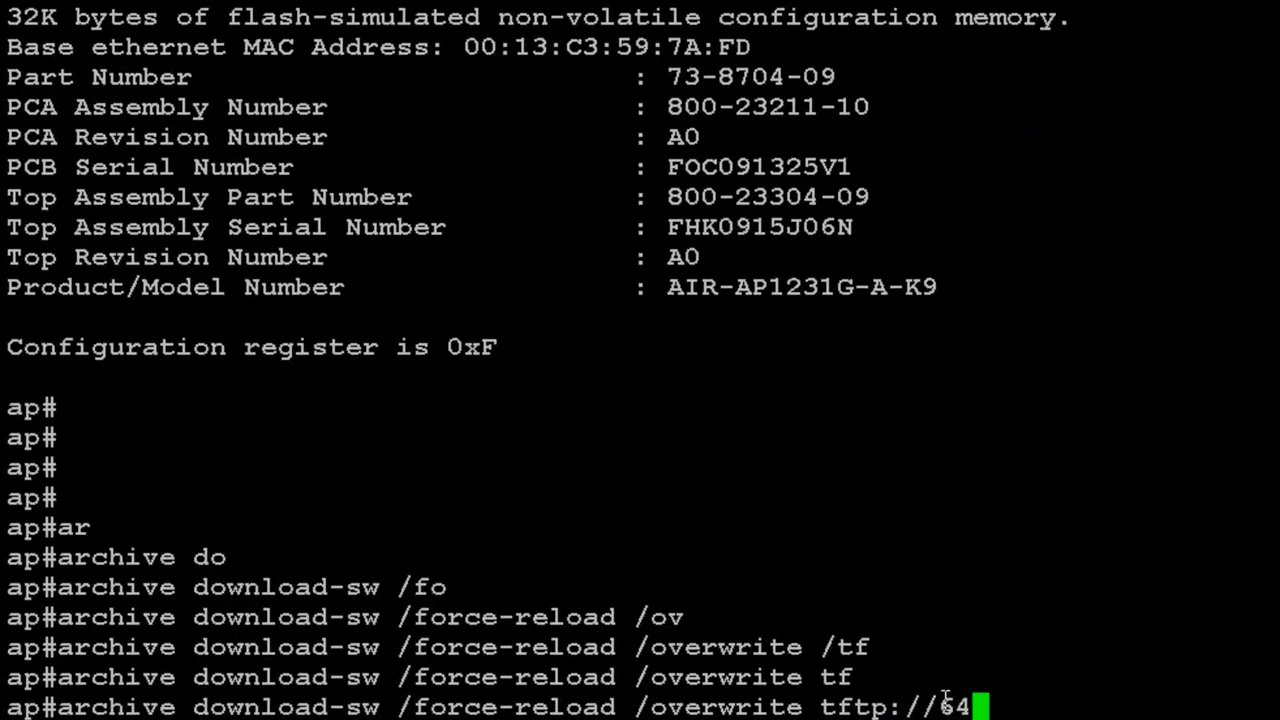 32K bytes of flash-simulated non-volatile configuration memory.
Base ethernet MAC Address: 00:13:C3:59:7A:FD
Part Number : 73-8704-09
PCA Assembly Number : 800-23211-10
PCA Revision Number : A0
PCB Serial Number : FOC091325V1
Top Assembly Part Number : 800-23304-09
Top Assembly Serial Number : FHK0915J06N
Top Revision Number : A0
Product/Model Number : AIR-AP1231G-A-K9
Configuration register is 0xF
ap#
ap#
ap#
ap#
ap#ar
ap#archive do
ap#archive download-sw /fo
ap#archive download-sw /force-reload /ov
ap#archive download-sw /force-reload /overwrite /tf
ap#archive download-sw /force-reload /overwrite tf
ap#archive download-sw /force-reload /overwrite tftp://64